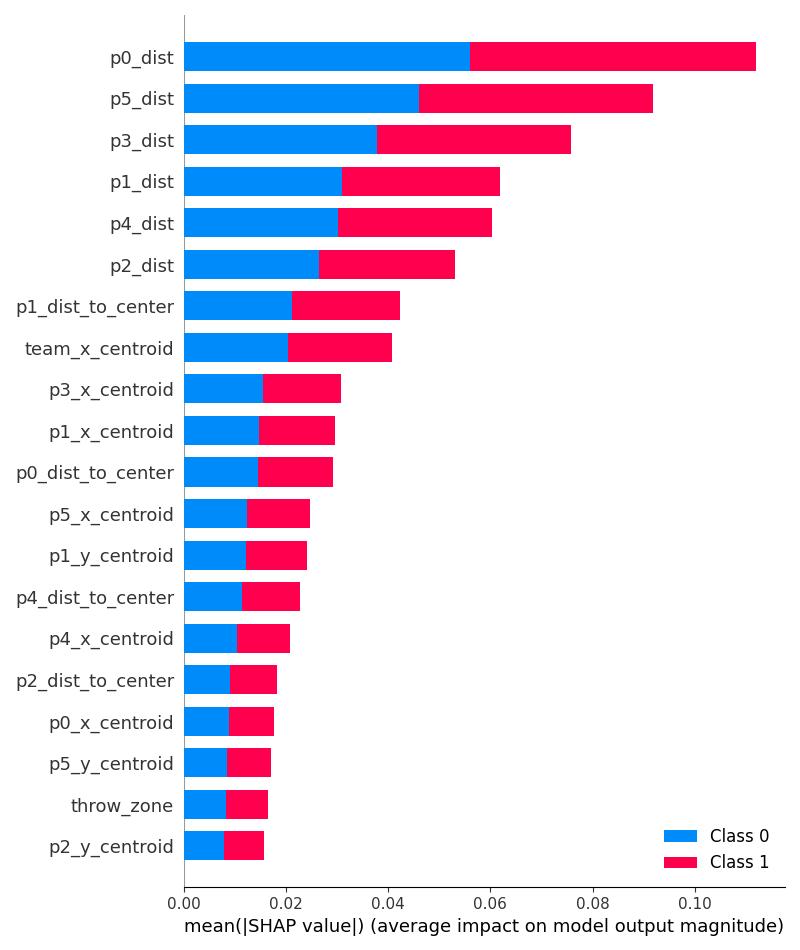 p0_dist
p5_dist
p3_dist
p1_dist
p4_dist
p2_dist
p1_dist_to_center
team_x_centroid
p3_x_centroid
p1_x_centroid
p0_dist_to_center
p5_x_centroid
p1_y_centroid
p4_dist_to_center
p4_x_centroid
p2_dist_to_center
p0_x_centroid
p5_y_centroid
throw_zone
p2_y_centroid
Class 0
Class 1
0.00 0.02 0.04 0.06 0.08 0.10
mean(|SHAP value|) (average impact on model output magnitude)